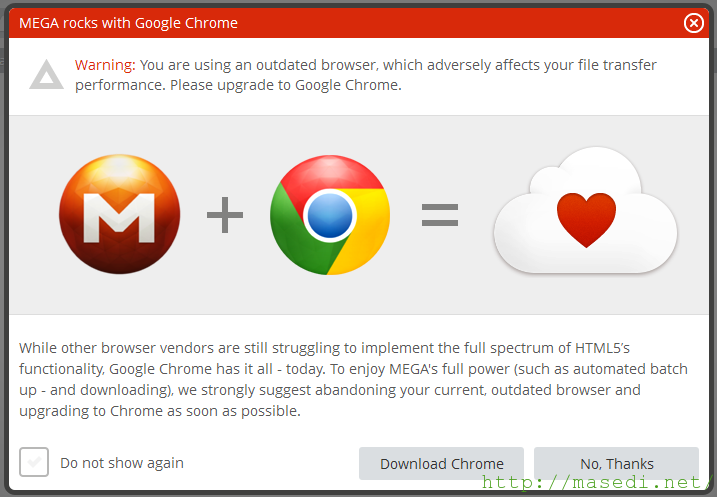 MEGA rocks with Google Chrome
Warning: You are using an outdated browser, which adversely affects your file transfer
performance. Please upgrade to Google Chrome.
M
While other browser vendors are still struggling to implement the full spectrum of HTML5's
functionality, Google Chrome has it all - today. To enjoy MEGA's full power (such as automated batch
up - and downloading), we strongly suggest abandoning your current, outdated browser and
upgrading to Chrome as soon as possible.
Do not show again
Download Chrome
No, Thanks
http://masedi.net/